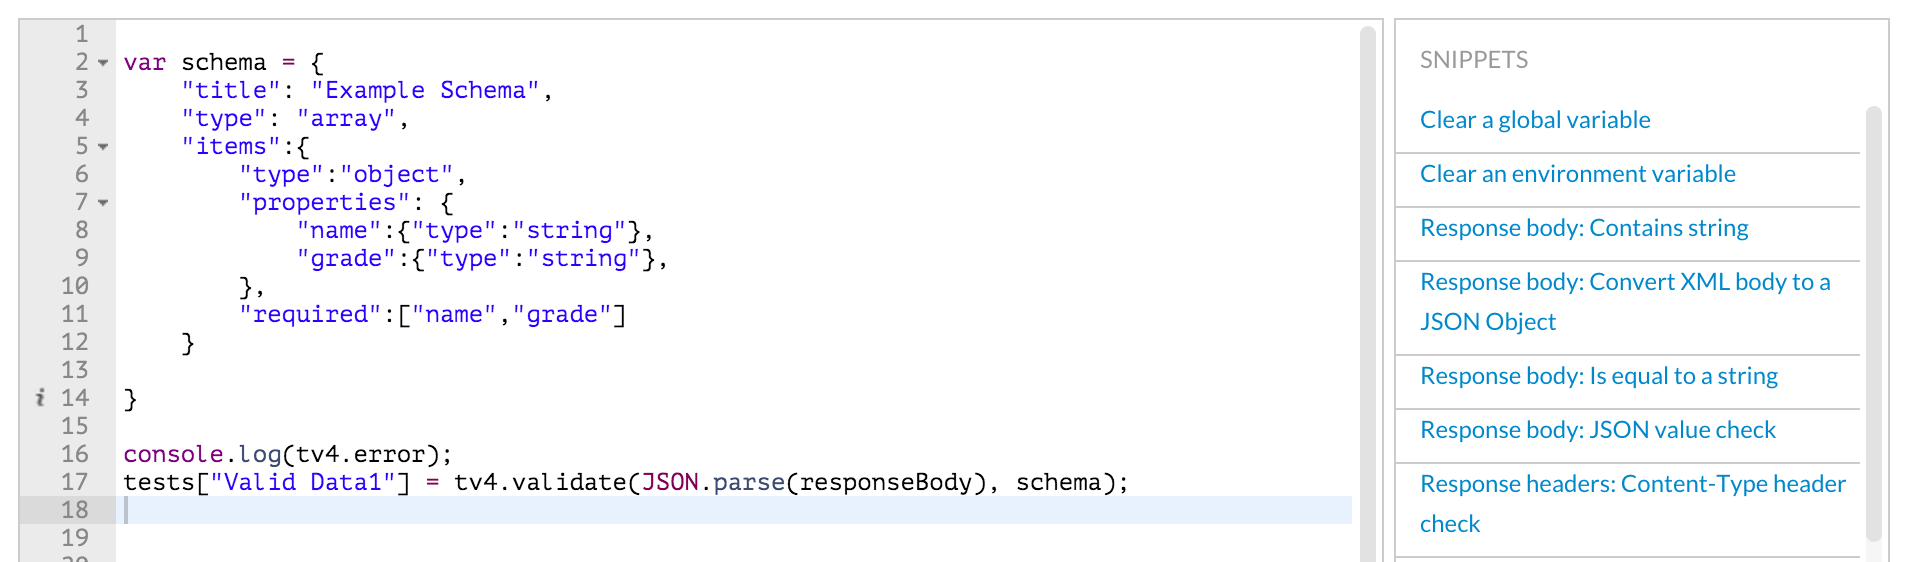 1
2 var schema = {
3 "title": "Example Schema",
4 "type": "array",
5 "items":{
6 "type":"object",
7 "properties": {
8 "name":{"type":"string"},
9 "grade":{"type":"string"},
10 },
11 "required":["name","grade"]
12 }
13
i 14 }
15
16 console.log(tv4.error);
17 tests["Valid Data1"] = tv4.validate(JSON.parse(responseBody), schema);
18
19
SNIPPETS
Clear a global variable
Clear an environment variable
Response body: Contains string
Response body: Convert XML body to a
JSON Object
Response body: Is equal to a string
Response body: JSON value check
Response headers: Content-Type header
check